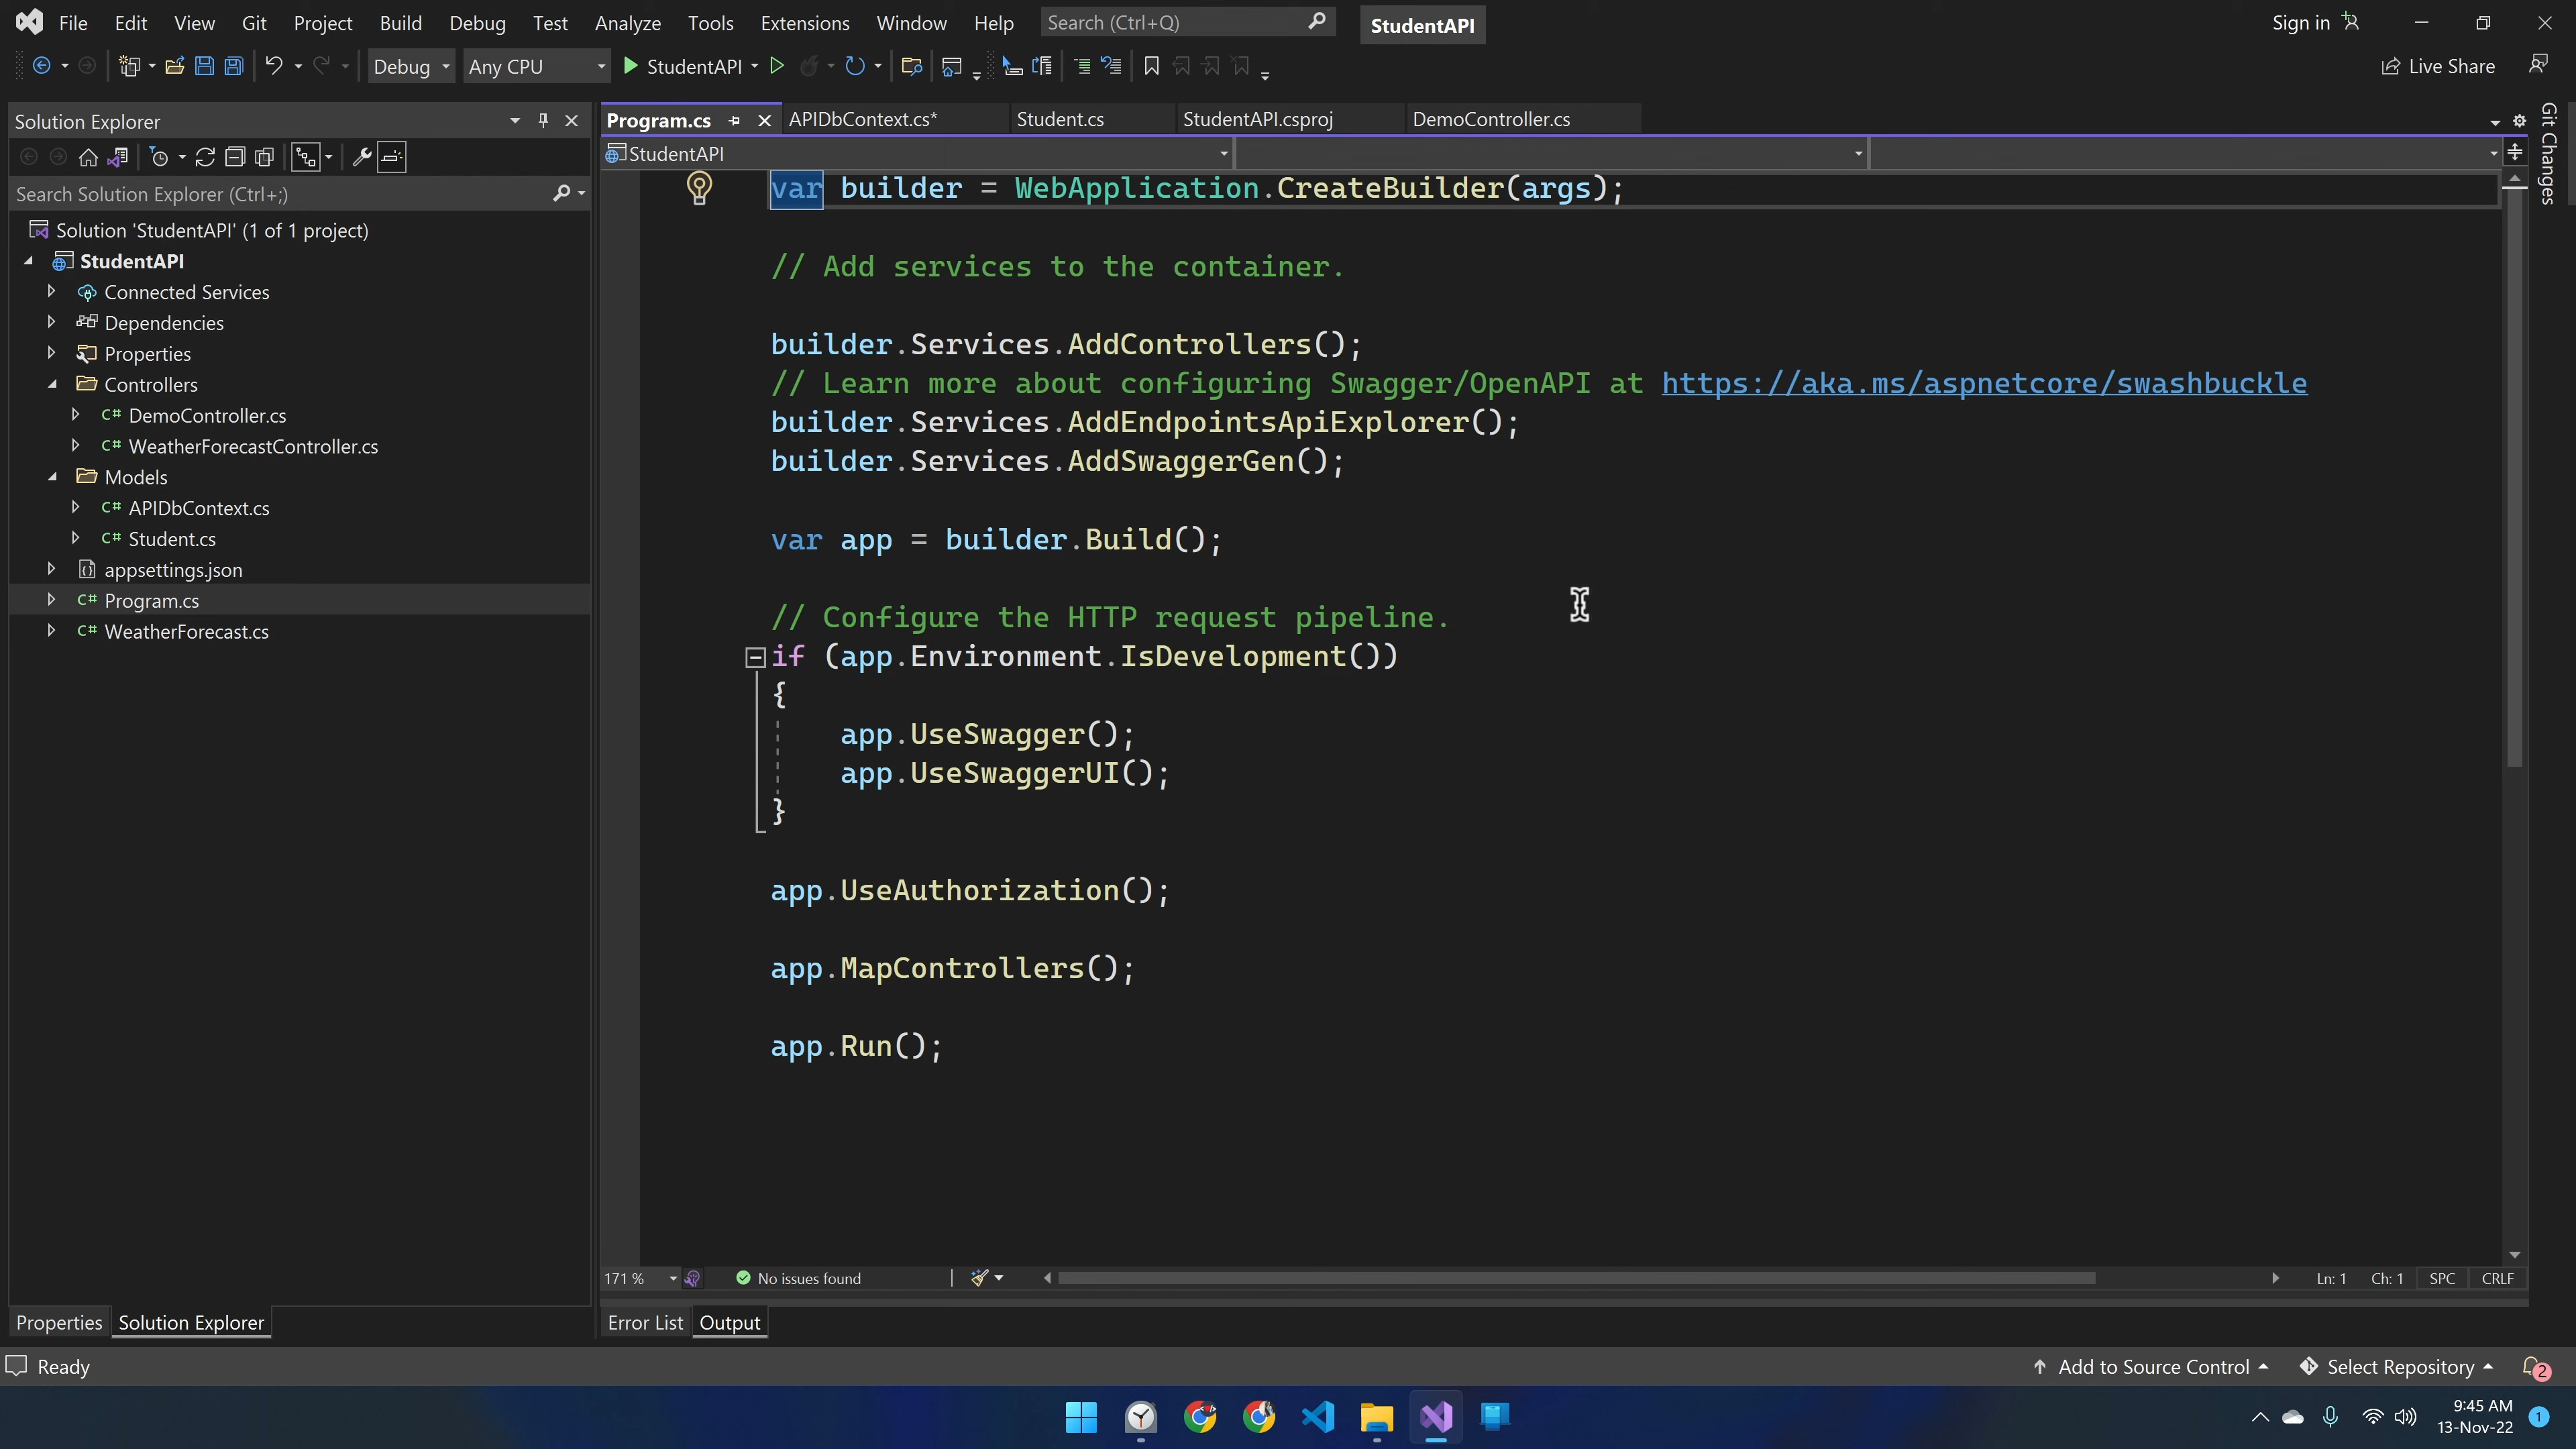 File Edit View Git Project Build Debug Test Analyze Tools Extensions Window Help Search (Ctrl+Q) StudentAPI Sign in
Debug Any CPU StudentAPI Live Share
Solution Explorer
Search Solution Explorer (Ctrl+;)
Solution 'StudentAPI' (1 of 1 project)
StudentAPI
Connected Services
Dependencies
Properties
Controllers
C# DemoController.cs
C# WeatherForecastController.cs
Models
C# APIDbContext.cs
C# Student.cs
appsettings.json
C# Program.cs
C# WeatherForecast.cs
Properties Solution Explorer
Program.cs APIDbContext.cs* Student.cs StudentAPI.csproj DemoController.cs
StudentAPI
var builder = WebApplication.CreateBuilder(args);
// Add services to the container.
builder.Services.AddControllers();
// Learn more about configuring Swagger/OpenAPI at https://aka.ms/aspnetcore/swashbuckle
builder.Services.AddEndpointsApiExplorer();
builder.Services.AddSwaggerGen();
var app = builder.Build();
// Configure the HTTP request pipeline.
if (app.Environment.IsDevelopment())
{
app.UseSwagger();
app.UseSwaggerUI();
}
app.UseAuthorization();
app.MapControllers();
app.Run();
171 % No issues found Ln: 1 Ch: 1 SPC CRLF
Error List Output
Git Changes
Ready Add to Source Control Select Repository 2
9:45 AM
13-Nov-22 1